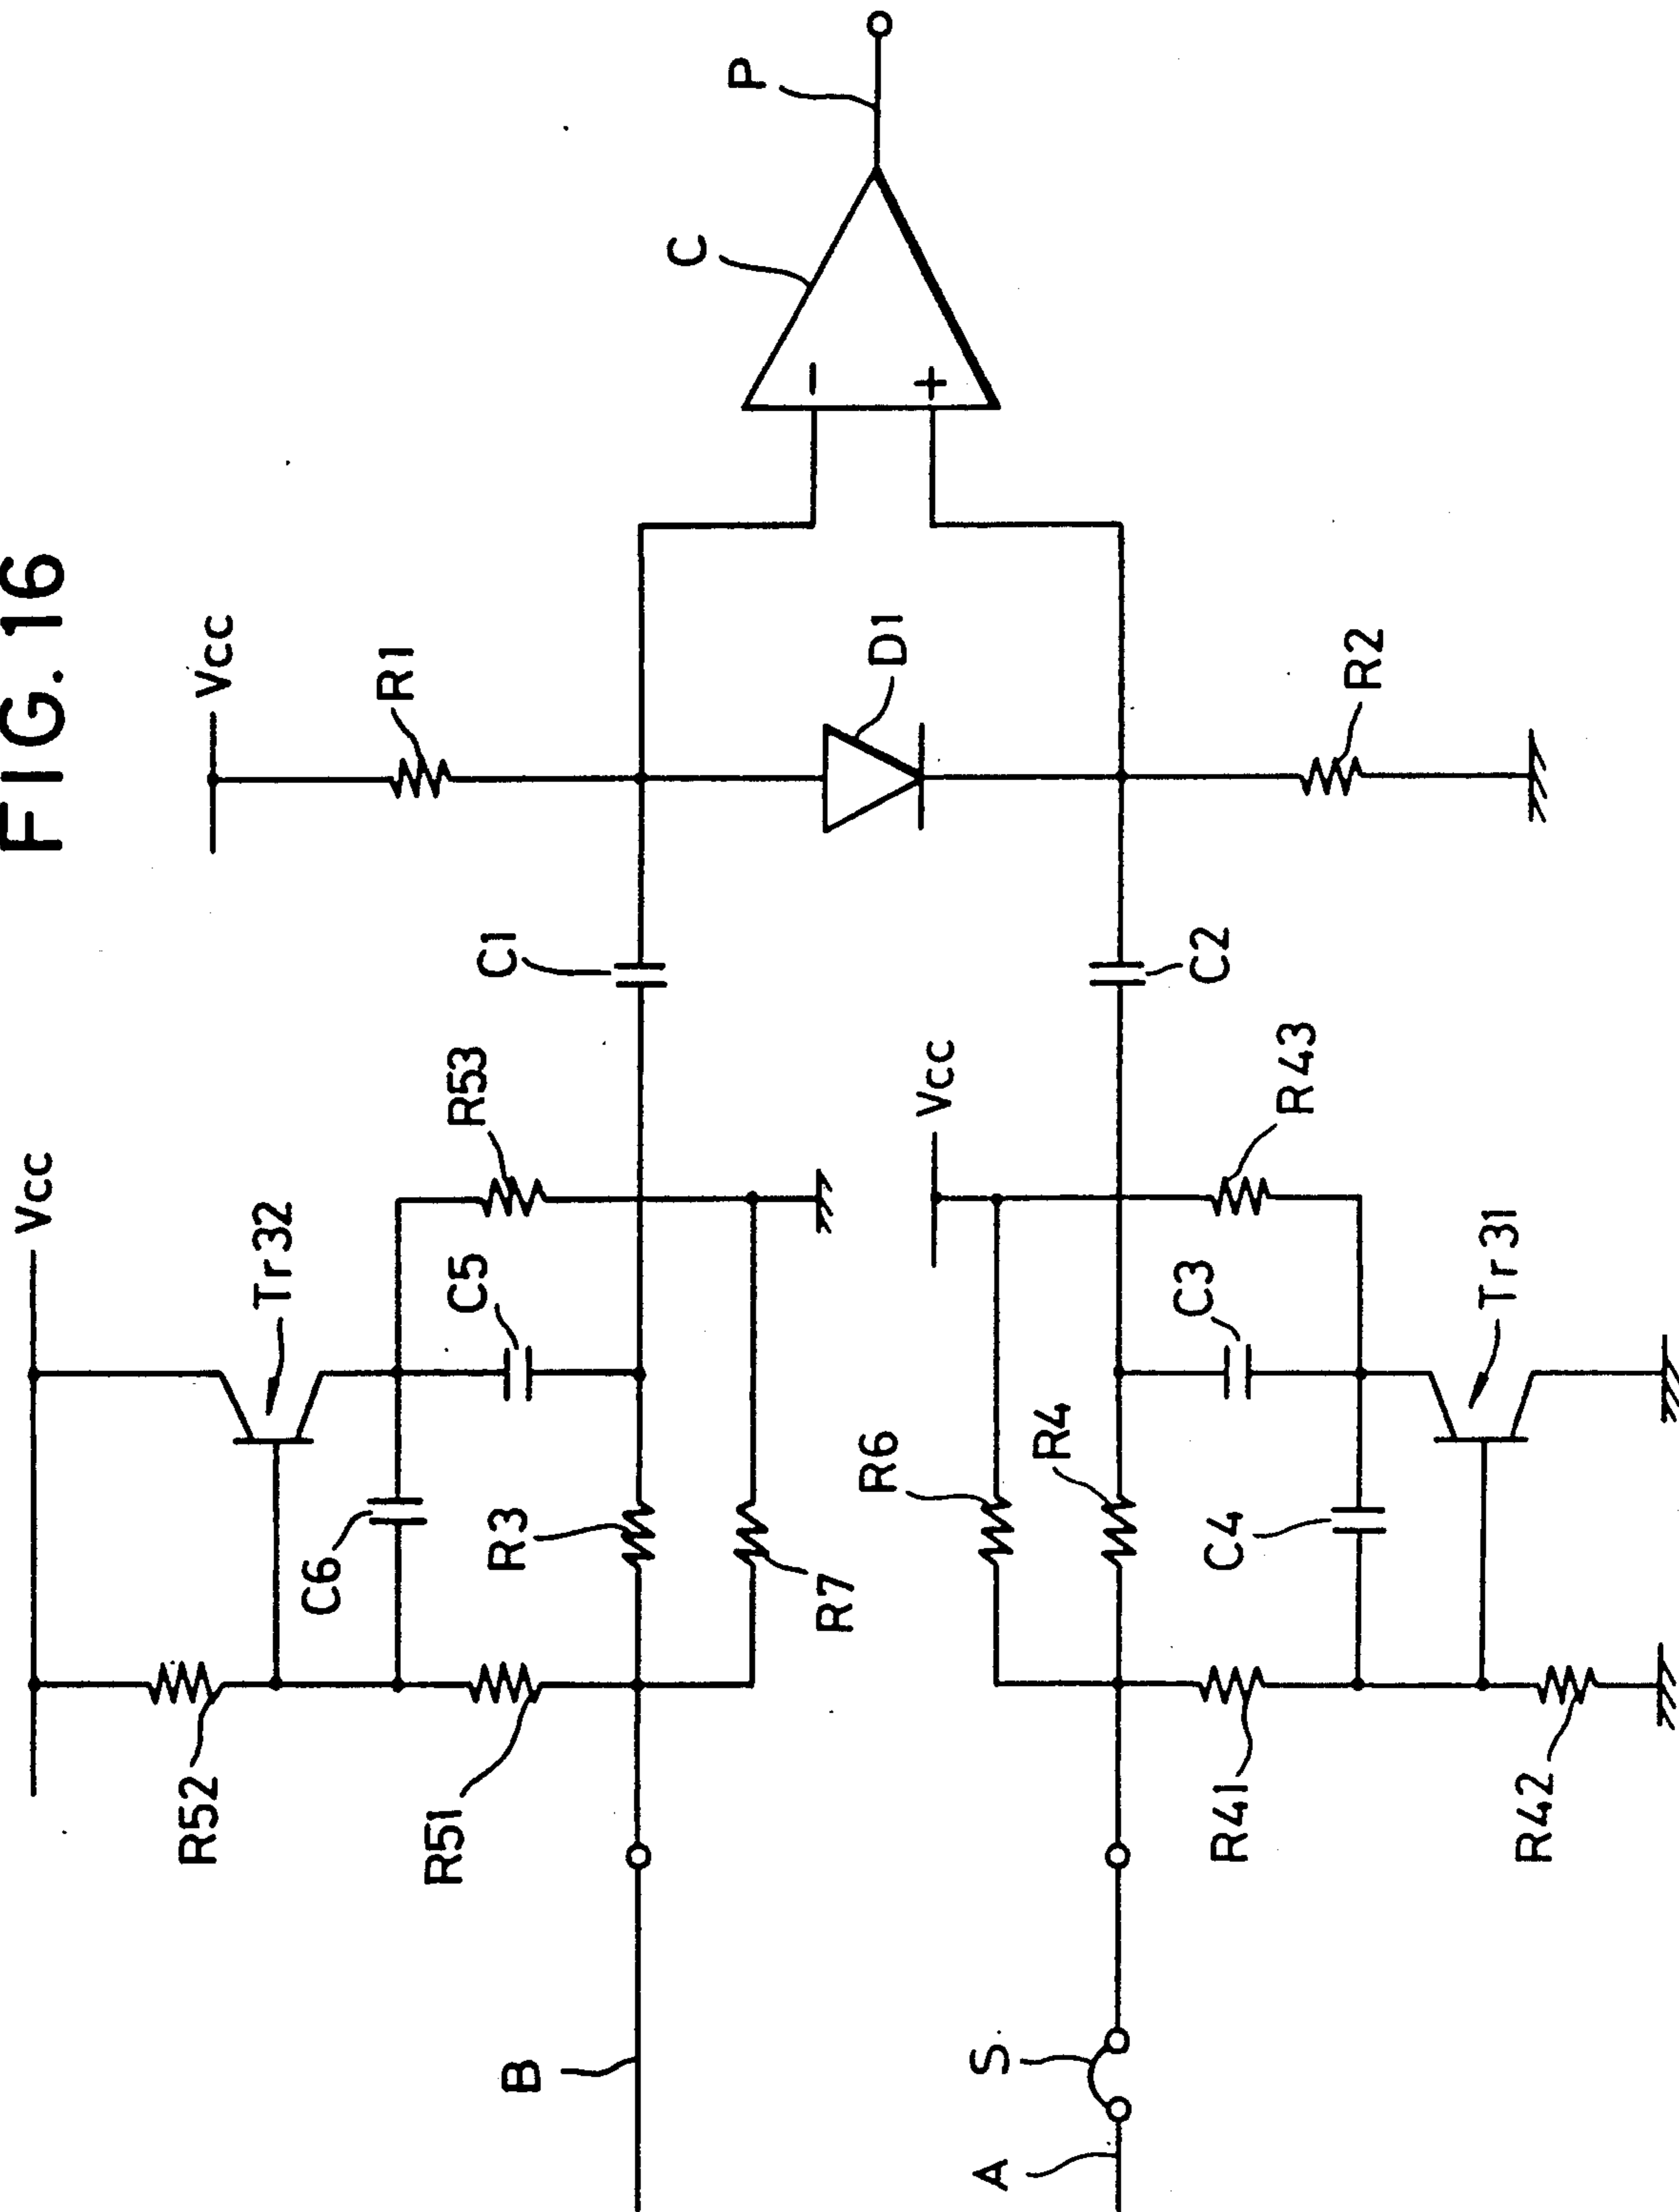 FIG. 16
Vcc
Tr32
R52
C6
R53
C5
R51
R3
R7
C1
Vcc
R1
B
C
P
-
+
D1
Vcc
R6
R4
C2
R43
C3
C4
Tr31
R41
R42
R2
S
A